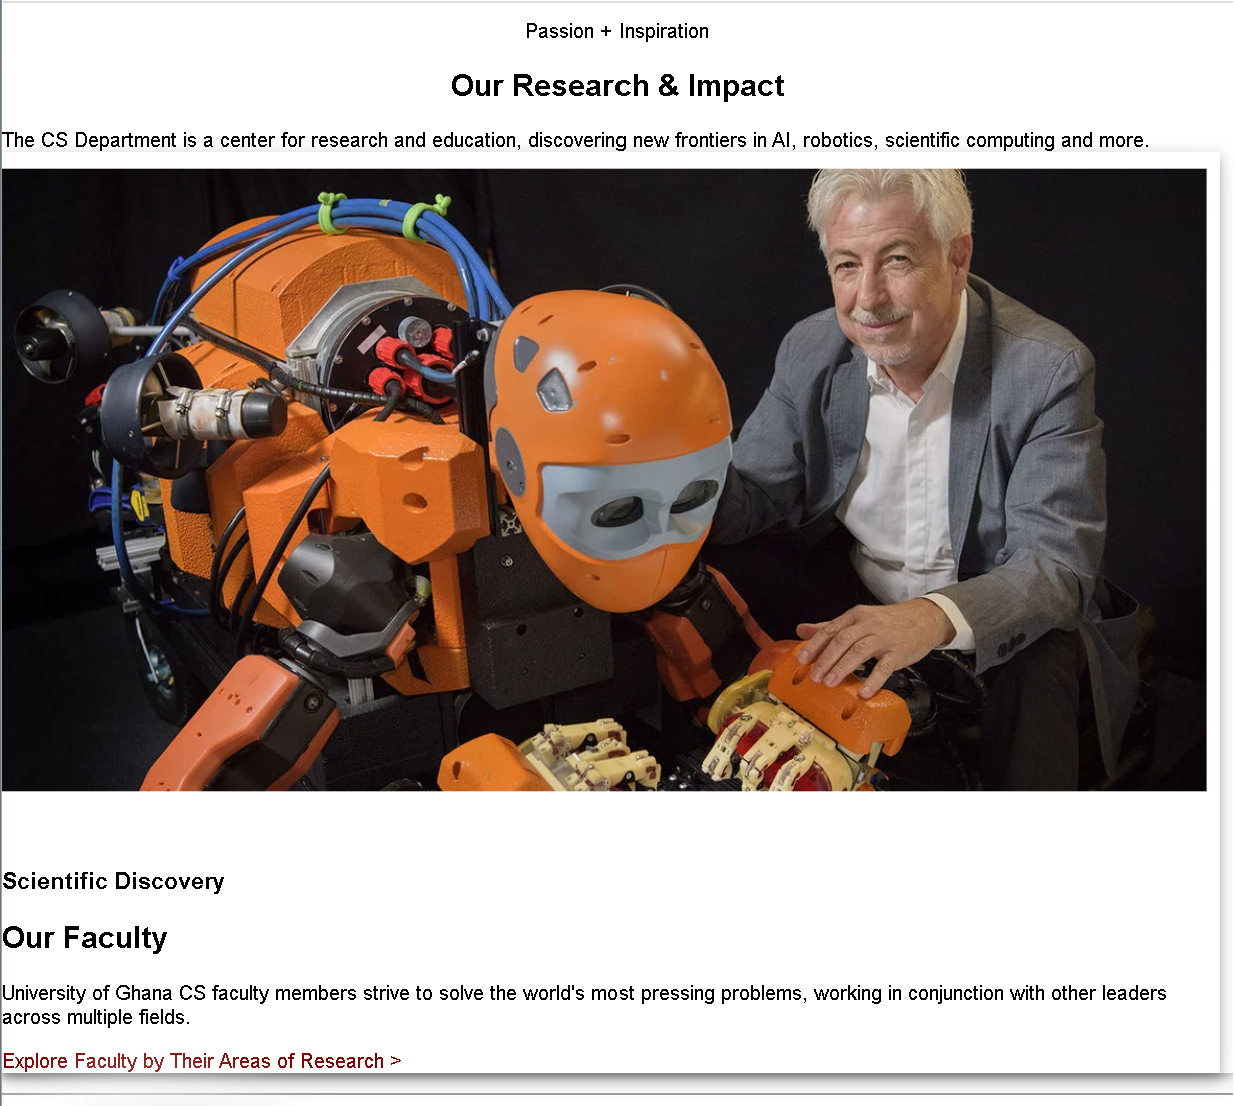 Passion + Inspiration
Our Research & Impact
The CS Department is a center for research and education, discovering new frontiers in AI, robotics, scientific computing and more.
Scientific Discovery
Our Faculty
University of Ghana CS faculty members strive to solve the world's most pressing problems, working in conjunction with other leaders
across multiple fields.
Explore Faculty by Their Areas of Research >